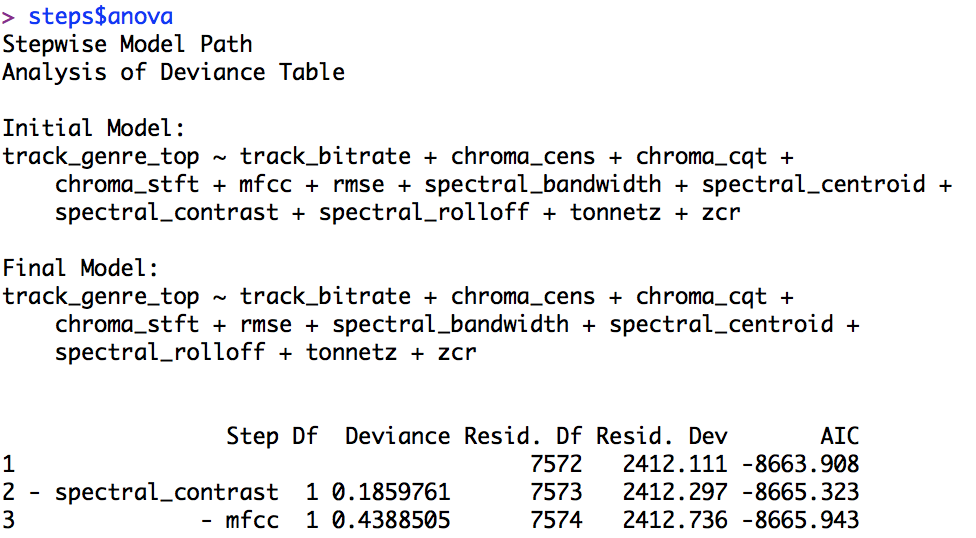 > steps$anova
Stepwise Model Path
Analysis of Deviance Table

Initial Model:
track_genre_top ~ track_bitrate + chroma_cens + chroma_cqt +
    chroma_stft + mfcc + rmse + spectral_bandwidth + spectral_centroid +
    spectral_contrast + spectral_rolloff + tonnetz + zcr

Final Model:
track_genre_top ~ track_bitrate + chroma_cens + chroma_cqt +
    chroma_stft + rmse + spectral_bandwidth + spectral_centroid +
    spectral_rolloff + tonnetz + zcr


                 Step Df  Deviance Resid. Df Resid. Dev       AIC
1                                       7572   2412.111 -8663.908
2 - spectral_contrast  1 0.1859761      7573   2412.297 -8665.323
3              - mfcc  1 0.4388505      7574   2412.736 -8665.943